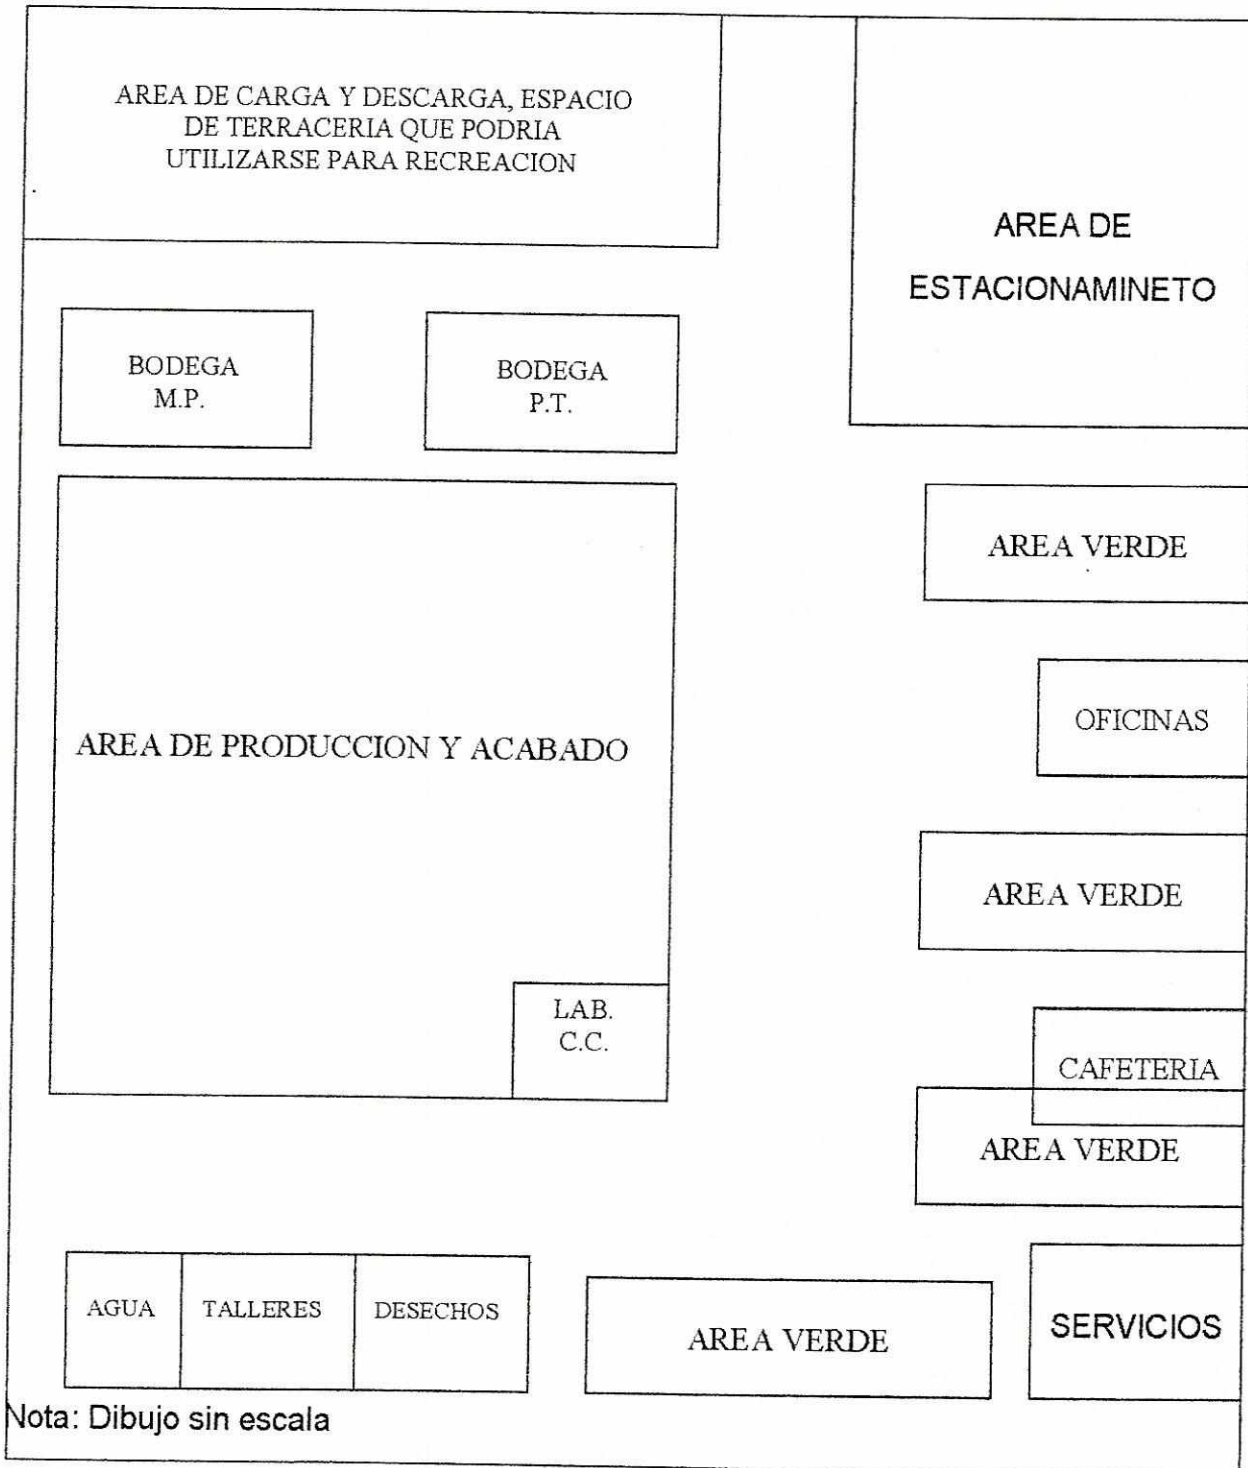 AREA DE CARGA Y DESCARGA, ESPACIO
DE TERRACERIA QUE PODRIA
UTILIZARSE PARA RECREACION
AREA DE
ESTACIONAMINETO
BODEGA
M.P.
BODEGA
P.T.
AREA VERDE
OFICINAS
AREA DE PRODUCCION Y ACABADO
AREA VERDE
LAB.
C.C.
CAFETERIA
AREA VERDE
AGUA
TALLERES
DESECHOS
AREA VERDE
SERVICIOS
Nota: Dibujo sin escala